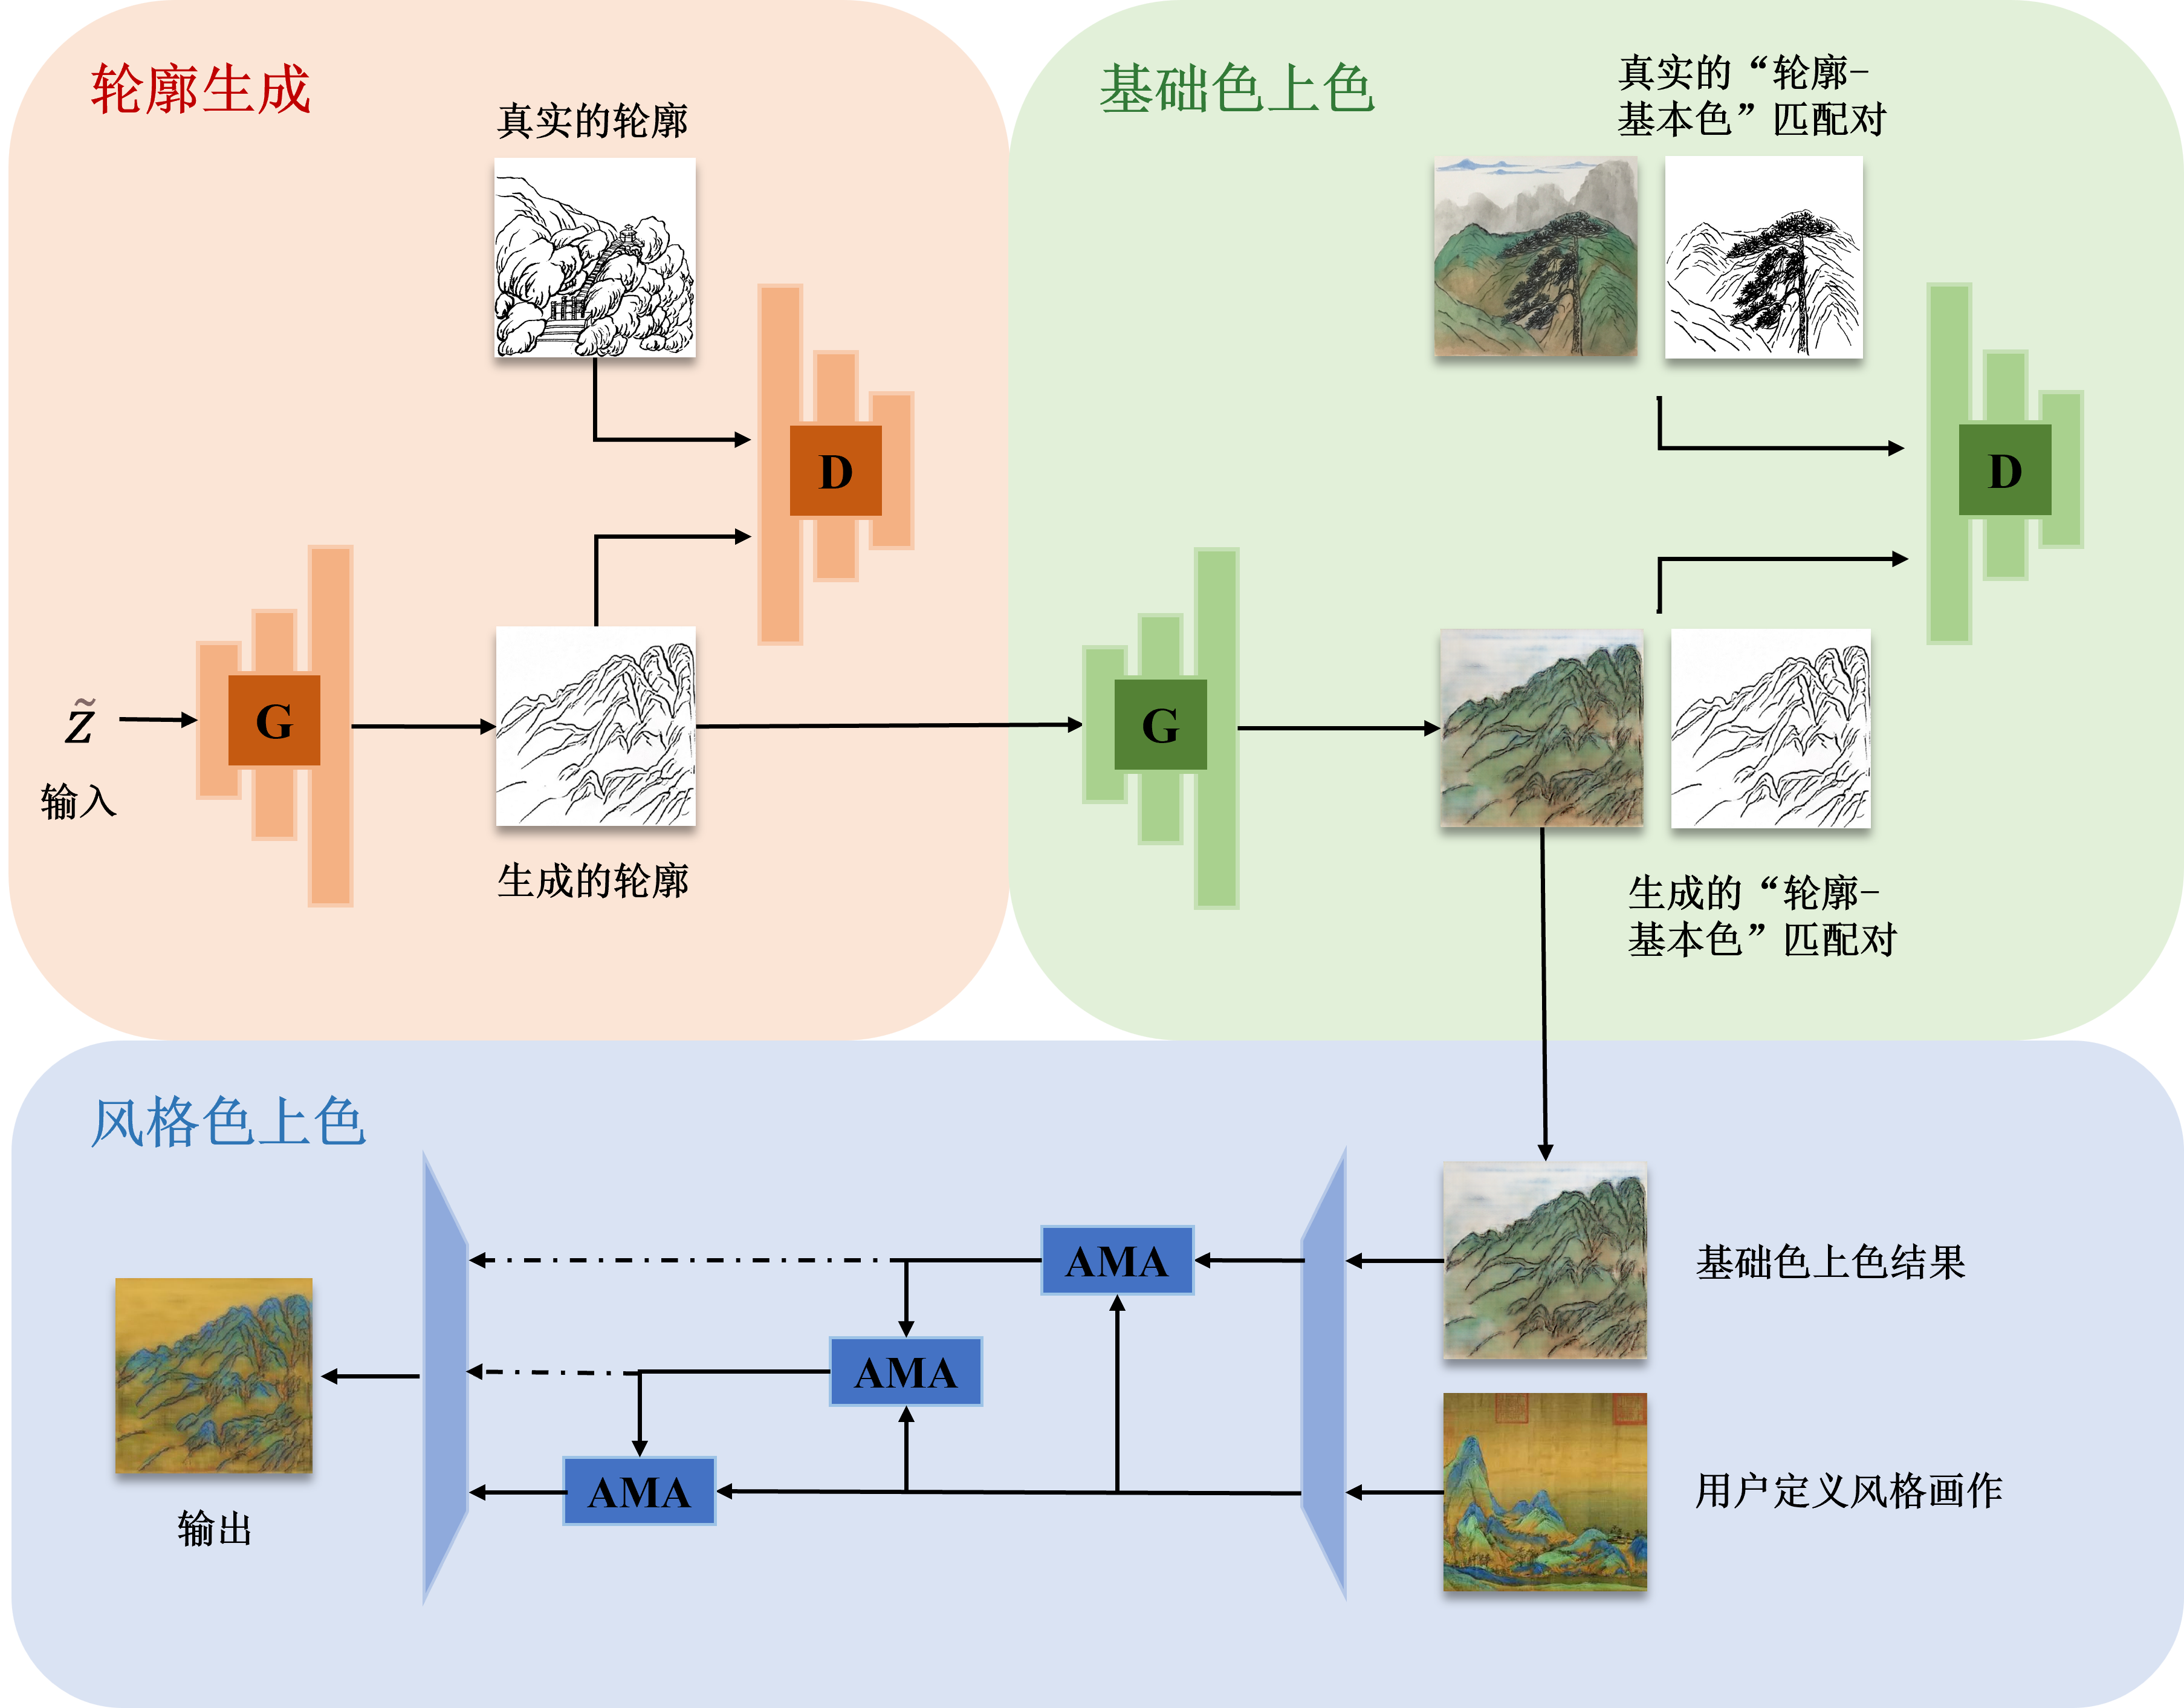 轮廓生成
真实的轮廓
D
G
z̃
输入
生成的轮廓
基础色上色
真实的“轮廓-
基本色”匹配对
D
G
生成的“轮廓-
基本色”匹配对
风格色上色
AMA
AMA
AMA
基础色上色结果
用户定义风格画作
输出